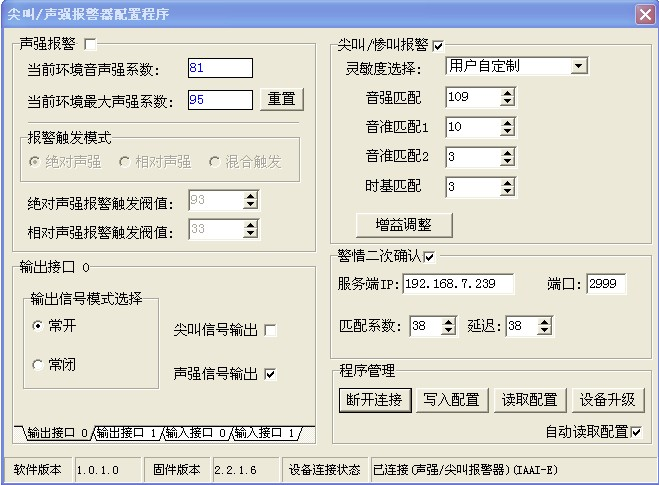 尖叫/声强报警器配置程序
声强报警
当前环境音声强系数: 81
当前环境最大声强系数: 95 重置
报警触发模式
绝对声强 相对声强 混合触发
绝对声强报警触发阀值: 93
相对声强报警触发阀值: 33
输出接口 0
输出信号模式选择
常开
常闭
尖叫信号输出
声强信号输出
输出接口 0 输出接口 1 输入接口 0 输入接口 1
尖叫/惨叫报警
灵敏度选择: 用户自定制
音强匹配 109
音准匹配1 10
音准匹配2 3
时基匹配 3
增益调整
警情二次确认
服务端IP: 192.168.7.239 端口: 2999
匹配系数: 38 延迟: 38
程序管理
断开连接 写入配置 读取配置 设备升级
自动读取配置
软件版本 1.0.1.0 固件版本 2.2.1.6 设备连接状态 已连接(声强/尖叫报警器)(IAAI-E)